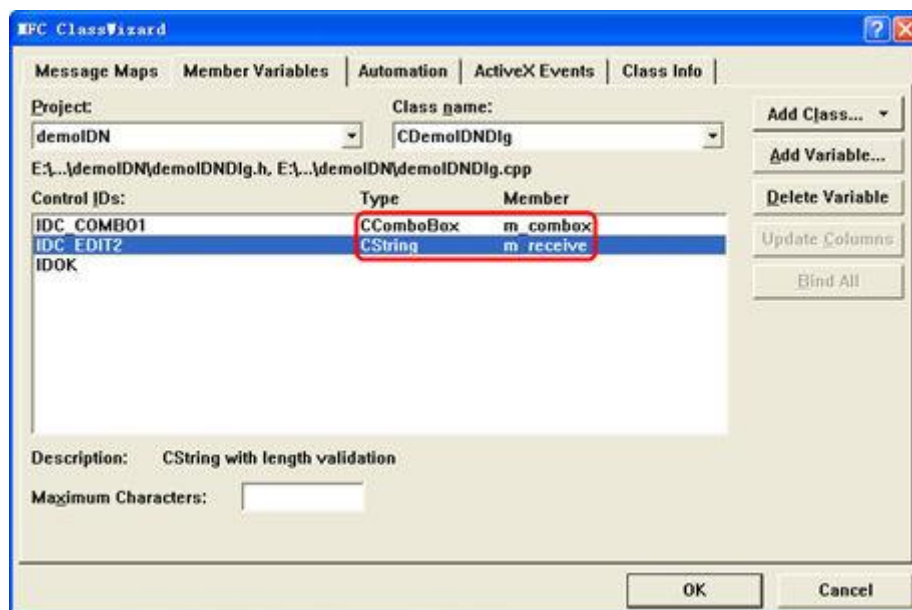 MFC ClassWizard
Message Maps Member Variables Automation ActiveX Events Class Info
Project: Class name:
demoIDN CDemoIDNDlg
Add Class...
E:\...\demoIDN\demoIDNDlg.h, E:\...\demoIDN\demoIDNDlg.cpp
Add Variable...
Control IDs: Type Member
Delete Variable
IDC_COMBO1 CComboBox m_combox
IDC_EDIT2 CString m_receive
Update Columns
IDOK
Bind All
Description: CString with length validation
Maximum Characters:
OK Cancel